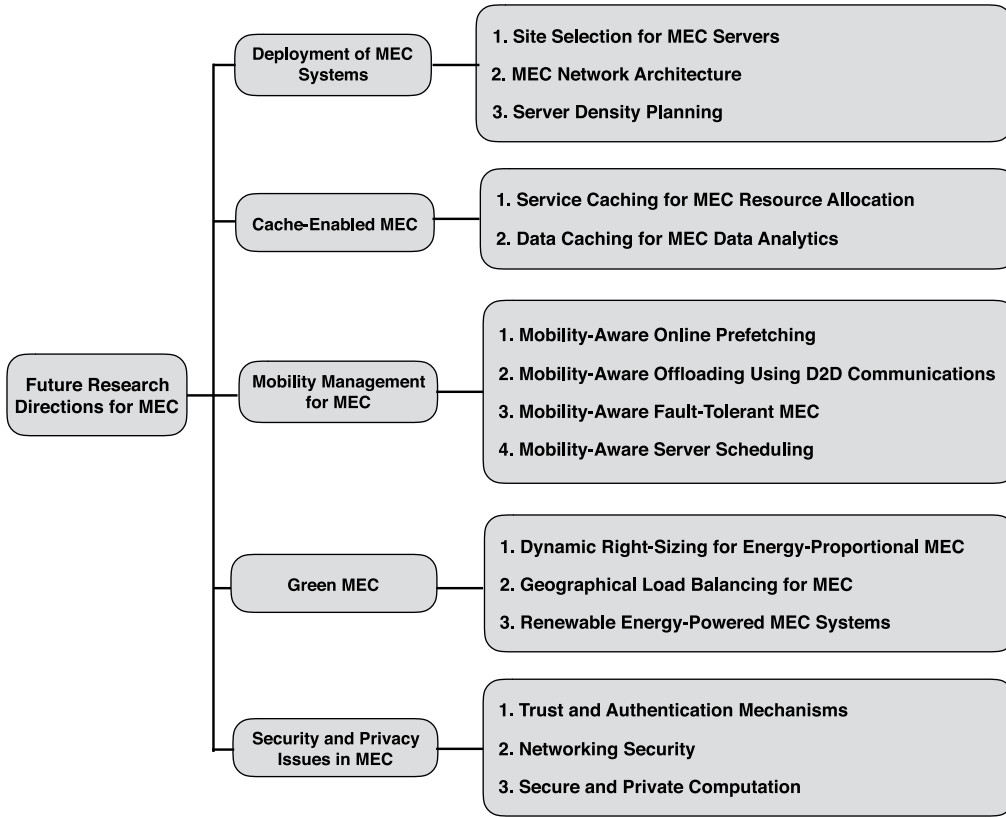 Future Research
Directions for MEC
Deployment of MEC
Systems
1. Site Selection for MEC Servers
2. MEC Network Architecture
3. Server Density Planning
Cache-Enabled MEC
1. Service Caching for MEC Resource Allocation
2. Data Caching for MEC Data Analytics
Mobility Management
for MEC
1. Mobility-Aware Online Prefetching
2. Mobility-Aware Offloading Using D2D Communications
3. Mobility-Aware Fault-Tolerant MEC
4. Mobility-Aware Server Scheduling
Green MEC
1. Dynamic Right-Sizing for Energy-Proportional MEC
2. Geographical Load Balancing for MEC
3. Renewable Energy-Powered MEC Systems
Security and Privacy
Issues in MEC
1. Trust and Authentication Mechanisms
2. Networking Security
3. Secure and Private Computation